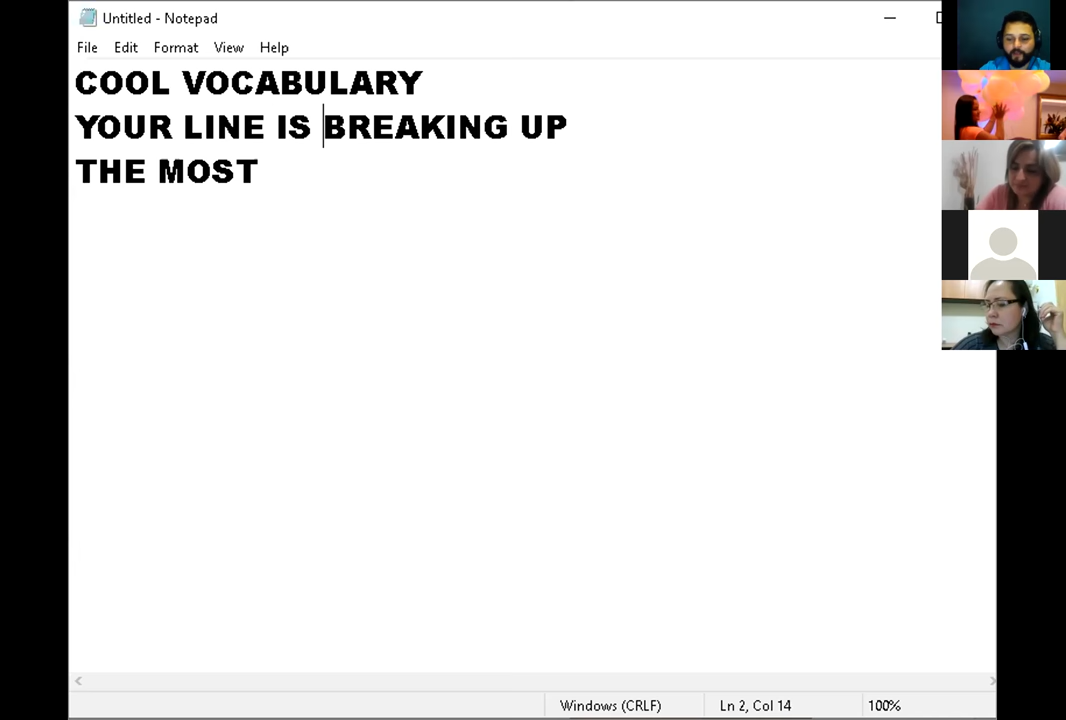 Untitled - Notepad
File Edit Format View Help
COOL VOCABULARY
YOUR LINE IS BREAKING UP
THE MOST
Windows (CRLF) Ln 2, Col 14 100%